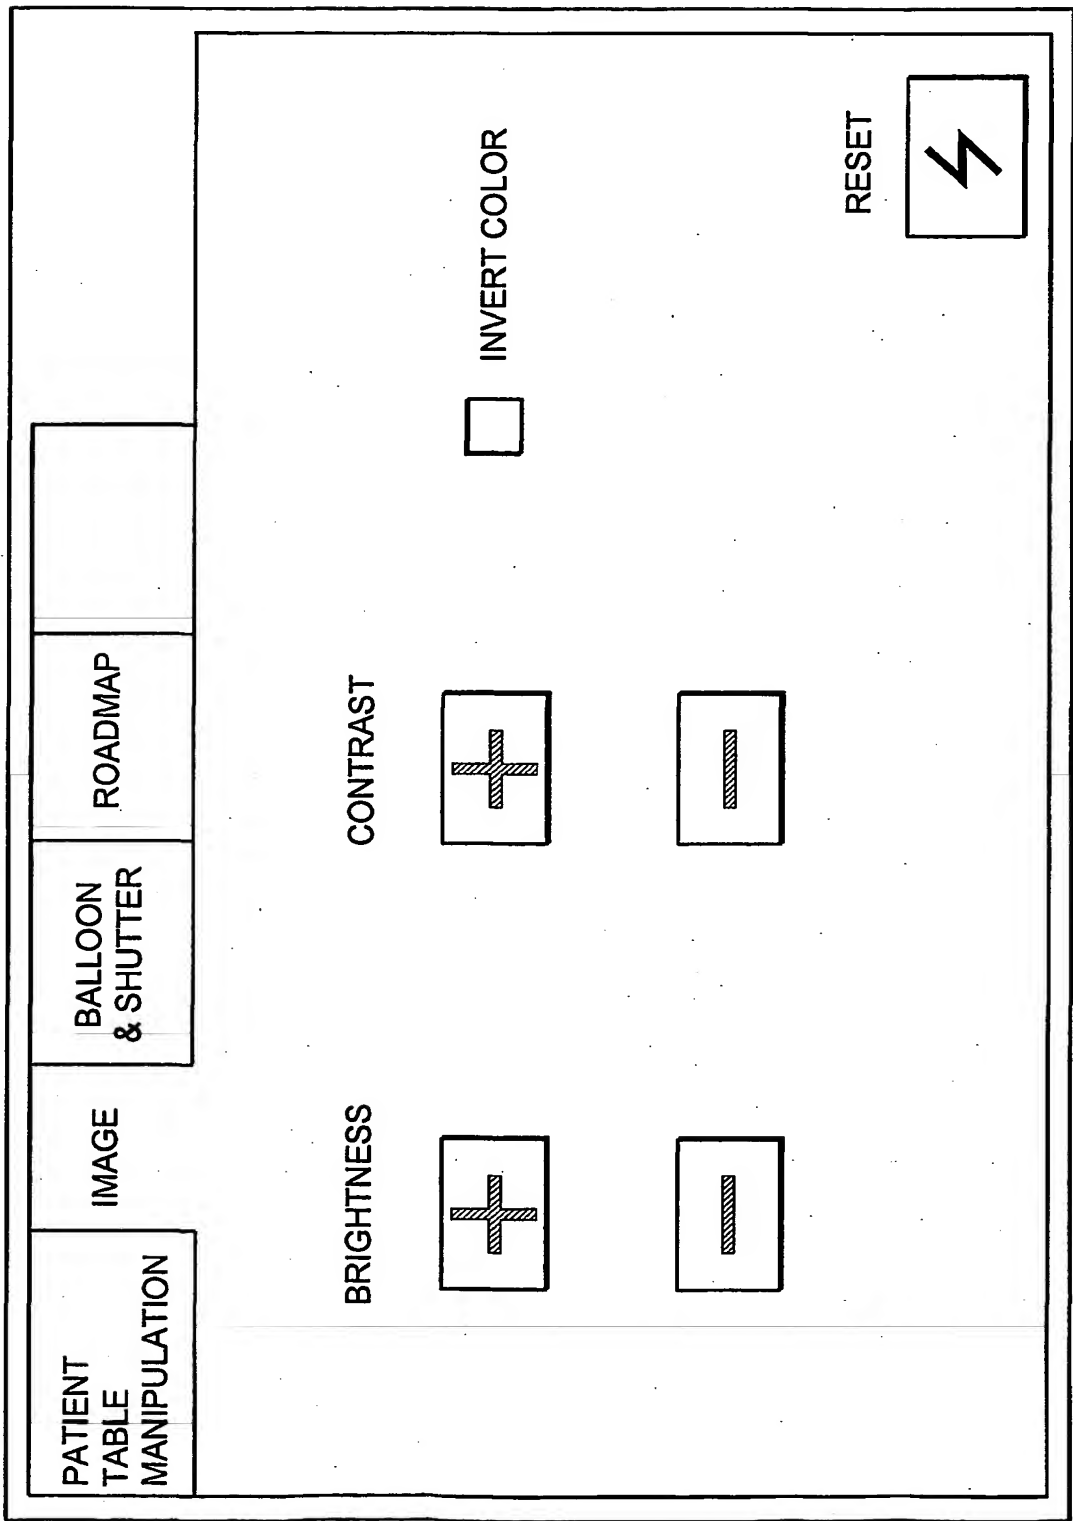 PATIENT
TABLE
MANIPULATION
IMAGE
BALLOON
& SHUTTER
ROADMAP
BRIGHTNESS
CONTRAST
INVERT COLOR
RESET